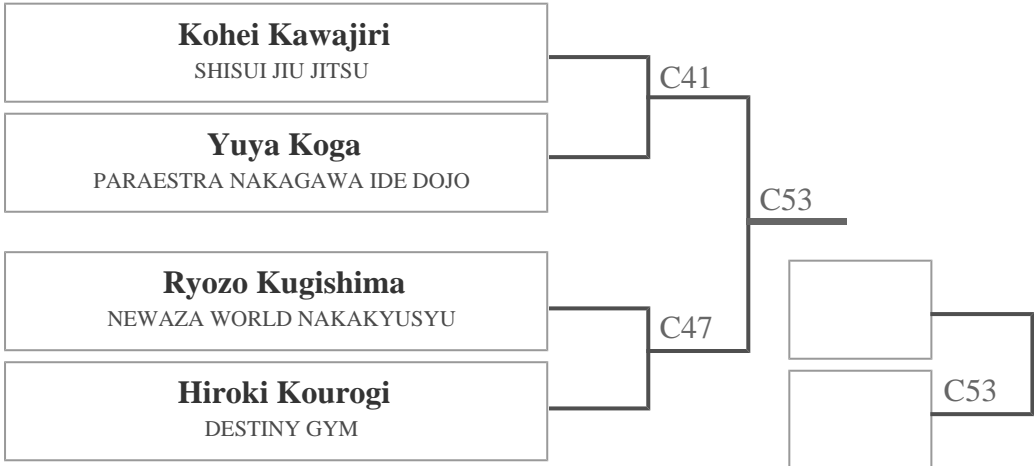 Kohei Kawajiri
SHISUI JIU JITSU
C41
Yuya Koga
PARAESTRA NAKAGAWA IDE DOJO
C53
Ryozo Kugishima
NEWAZA WORLD NAKAKYUSYU
C47
Hiroki Kourogi
DESTINY GYM
C53